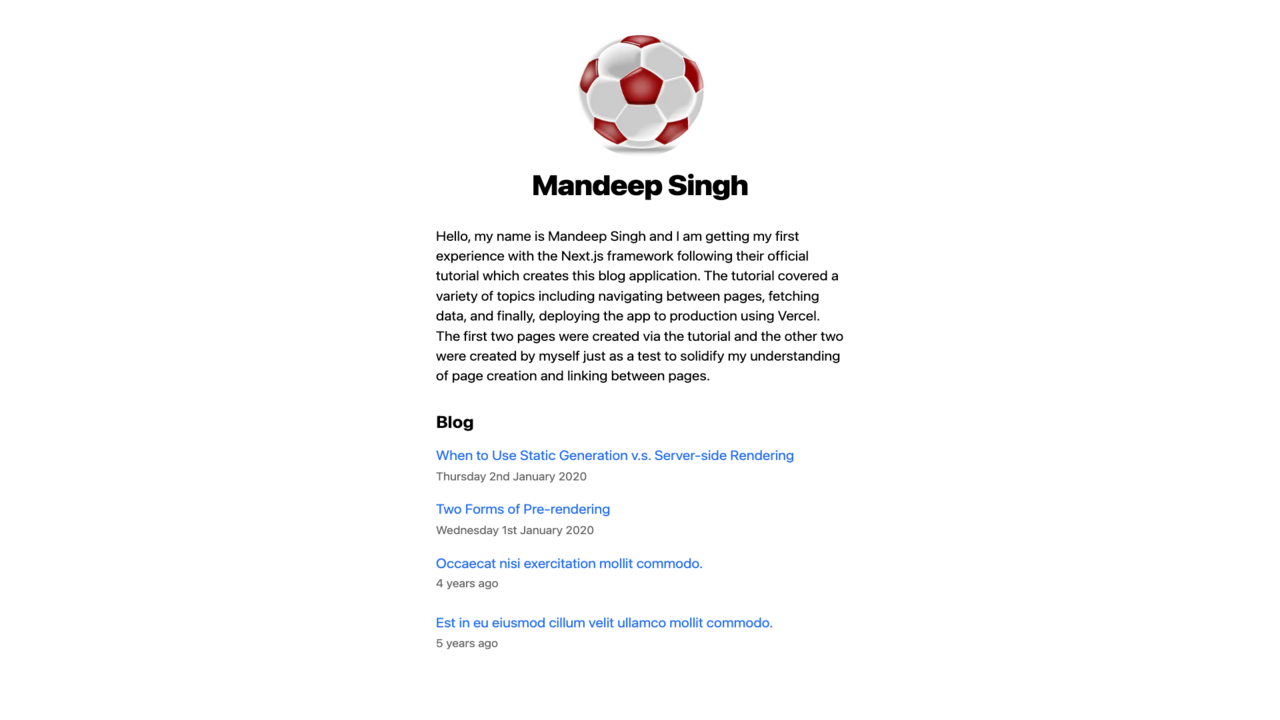 Mandeep Singh
Hello, my name is Mandeep Singh and I am getting my first
experience with the Next.js framework following their official
tutorial which creates this blog application. The tutorial covered a
variety of topics including navigating between pages, fetching
data, and finally, deploying the app to production using Vercel.
The first two pages were created via the tutorial and the other two
were created by myself just as a test to solidify my understanding
of page creation and linking between pages.
Blog
When to Use Static Generation v.s. Server-side Rendering
Thursday 2nd January 2020
Two Forms of Pre-rendering
Wednesday 1st January 2020
Occaecat nisi exercitation mollit commodo.
4 years ago
Est in eu eiusmod cillum velit ullamco mollit commodo.
5 years ago